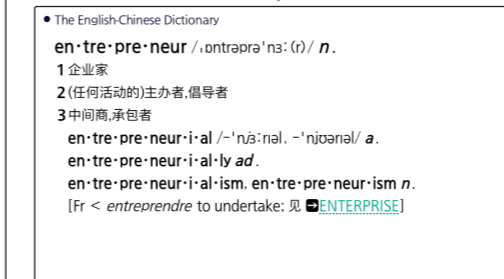 • The English-Chinese Dictionary
en·tre·pre·neur /ˌɒntrəprəˈnɜː(r)/ n.
1 企业家
2 (任何活动的)主办者,倡导者
3 中间商,承包者
en·tre·pre·neur·i·al /-ˈnɜːrɪəl, -ˈnjʊərɪəl/ a.
en·tre·pre·neur·i·al·ly ad.
en·tre·pre·neur·i·al·ism, en·tre·pre·neur·ism n.
[Fr < entreprendre to undertake; 见 ➡ENTERPRISE]